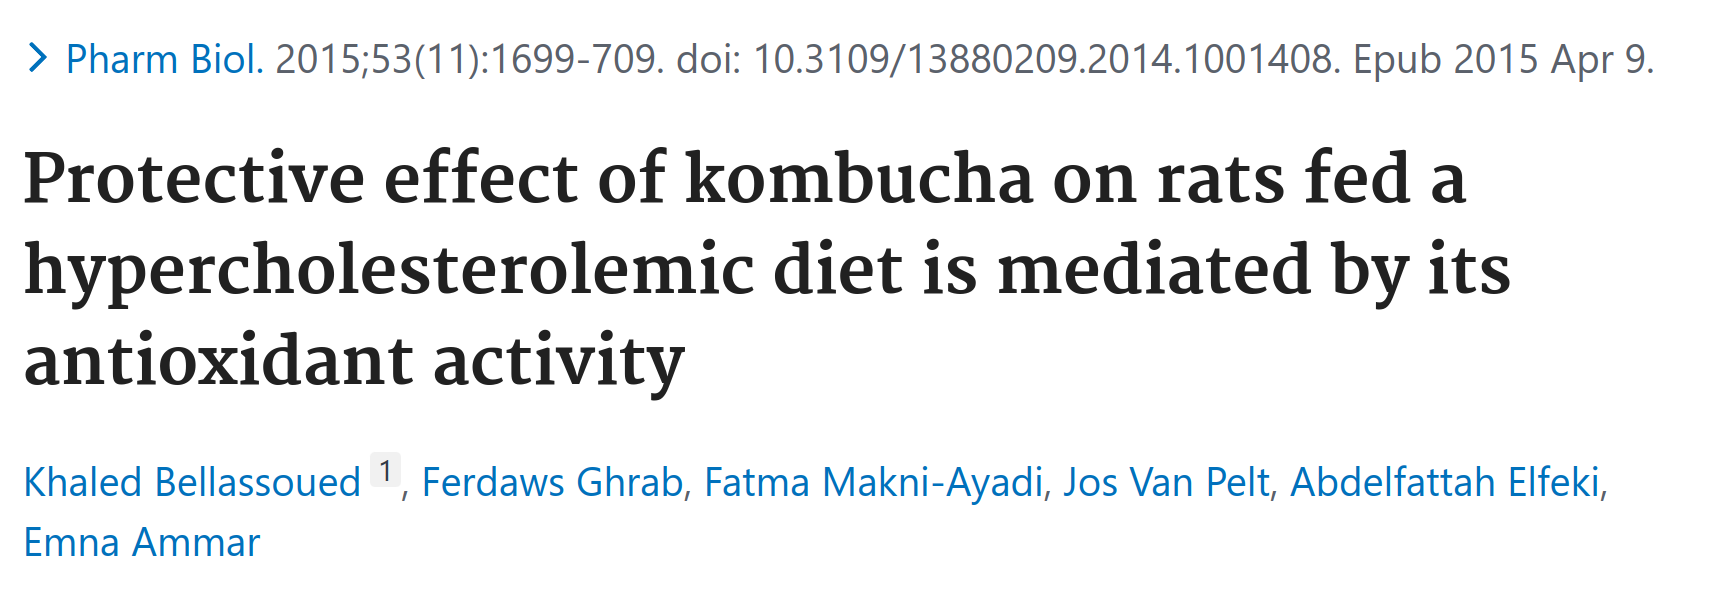 > Pharm Biol. 2015;53(11):1699-709. doi: 10.3109/13880209.2014.1001408. Epub 2015 Apr 9.
Protective effect of kombucha on rats fed a
hypercholesterolemic diet is mediated by its
antioxidant activity
Khaled Bellassoued 1, Ferdaws Ghrab, Fatma Makni-Ayadi, Jos Van Pelt, Abdelfattah Elfeki,
Emna Ammar